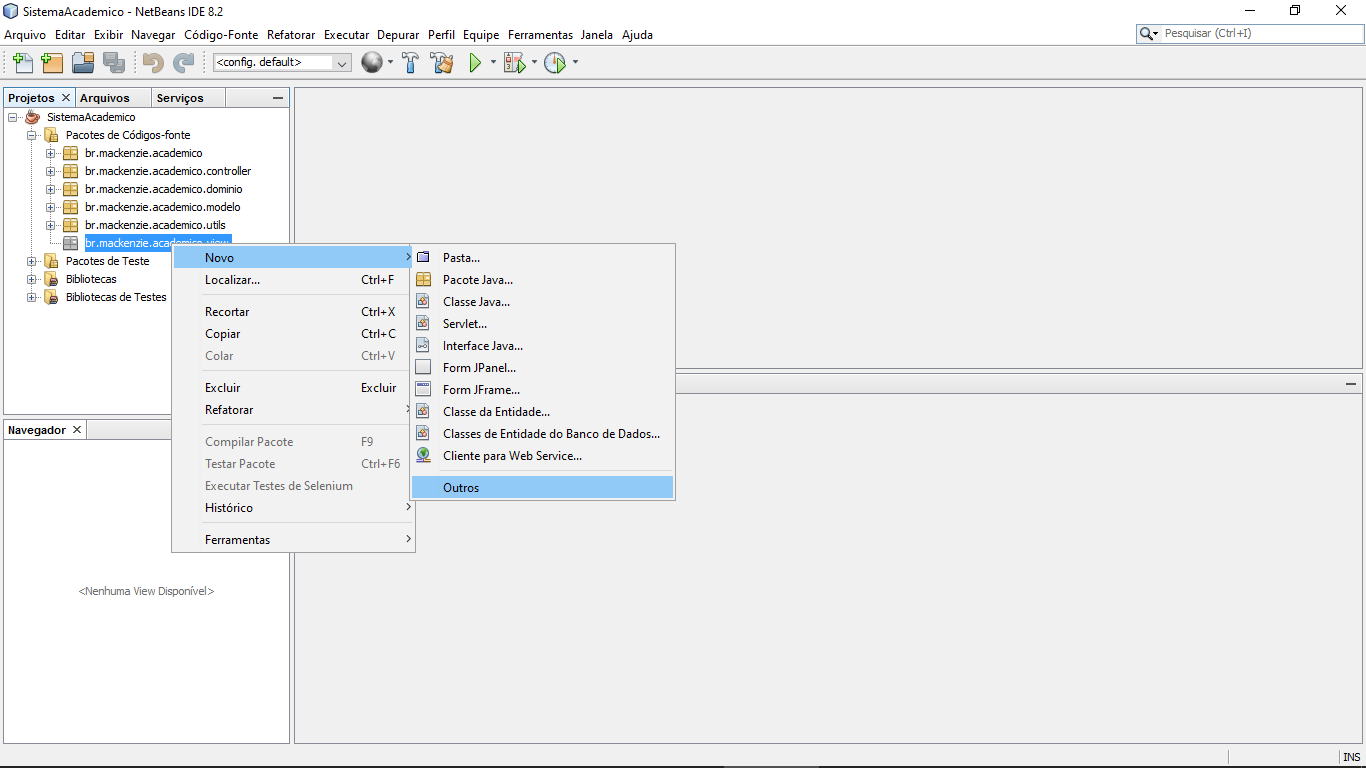 SistemaAcademico - NetBeans IDE 8.2
Arquivo Editar Exibir Navegar Código-Fonte Refatorar Executar Depurar Perfil Equipe Ferramentas Janela Ajuda
Pesquisar (Ctrl+I)
<config. default>
Projetos Arquivos Serviços
SistemaAcademico
Pacotes de Códigos-fonte
br.mackenzie.academico
br.mackenzie.academico.controller
br.mackenzie.academico.dominio
br.mackenzie.academico.modelo
br.mackenzie.academico.utils
br.mackenzie.academico.view
Pacotes de Teste
Bibliotecas
Bibliotecas de Testes
Novo
Localizar... Ctrl+F
Recortar Ctrl+X
Copiar Ctrl+C
Colar Ctrl+V
Excluir Excluir
Refatorar
Compilar Pacote F9
Testar Pacote Ctrl+F6
Executar Testes de Selenium
Histórico
Ferramentas
Pasta...
Pacote Java...
Classe Java...
Servlet...
Interface Java...
Form JPanel...
Form JFrame...
Classe da Entidade...
Classes de Entidade do Banco de Dados...
Cliente para Web Service...
Outros
Navegador
<Nenhuma View Disponível>
INS